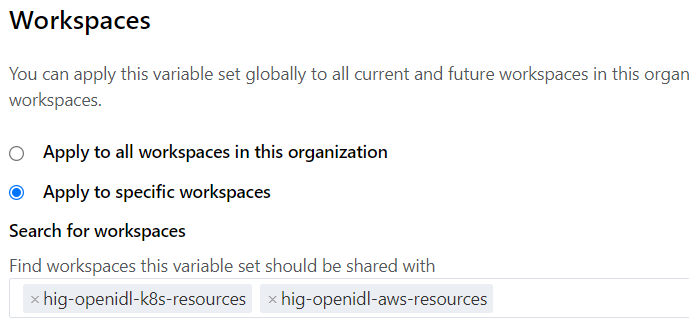 Workspaces
You can apply this variable set globally to all current and future workspaces in this organ
workspaces.
Apply to all workspaces in this organization
Apply to specific workspaces
Search for workspaces
Find workspaces this variable set should be shared with
× hig-openidl-k8s-resources × hig-openidl-aws-resources